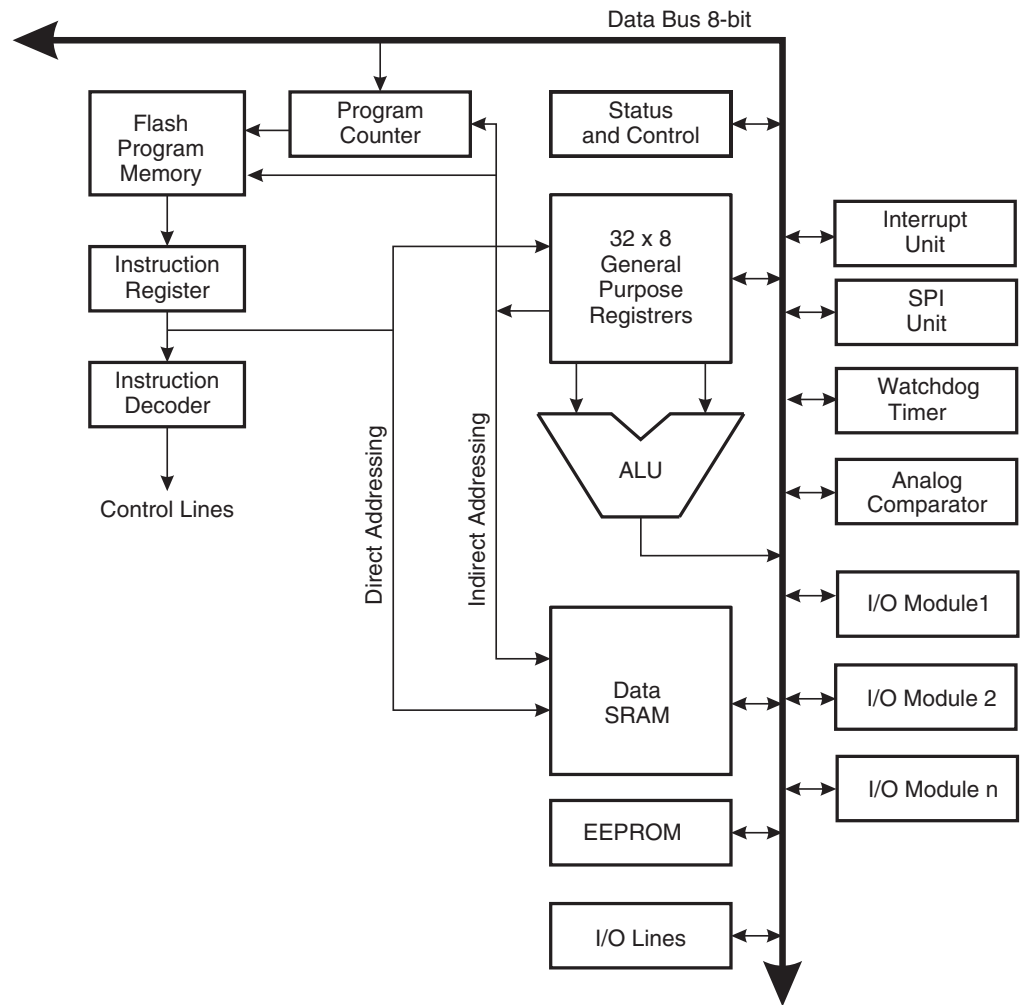 Data Bus 8-bit
Flash
Program
Memory
Program
Counter
Status
and Control
Interrupt
Unit
32 x 8
General
Purpose
Registrers
Instruction
Register
SPI
Unit
Instruction
Decoder
Watchdog
Timer
Direct Addressing
Indirect Addressing
ALU
Analog
Comparator
Control Lines
I/O Module1
Data
SRAM
I/O Module 2
I/O Module n
EEPROM
I/O Lines